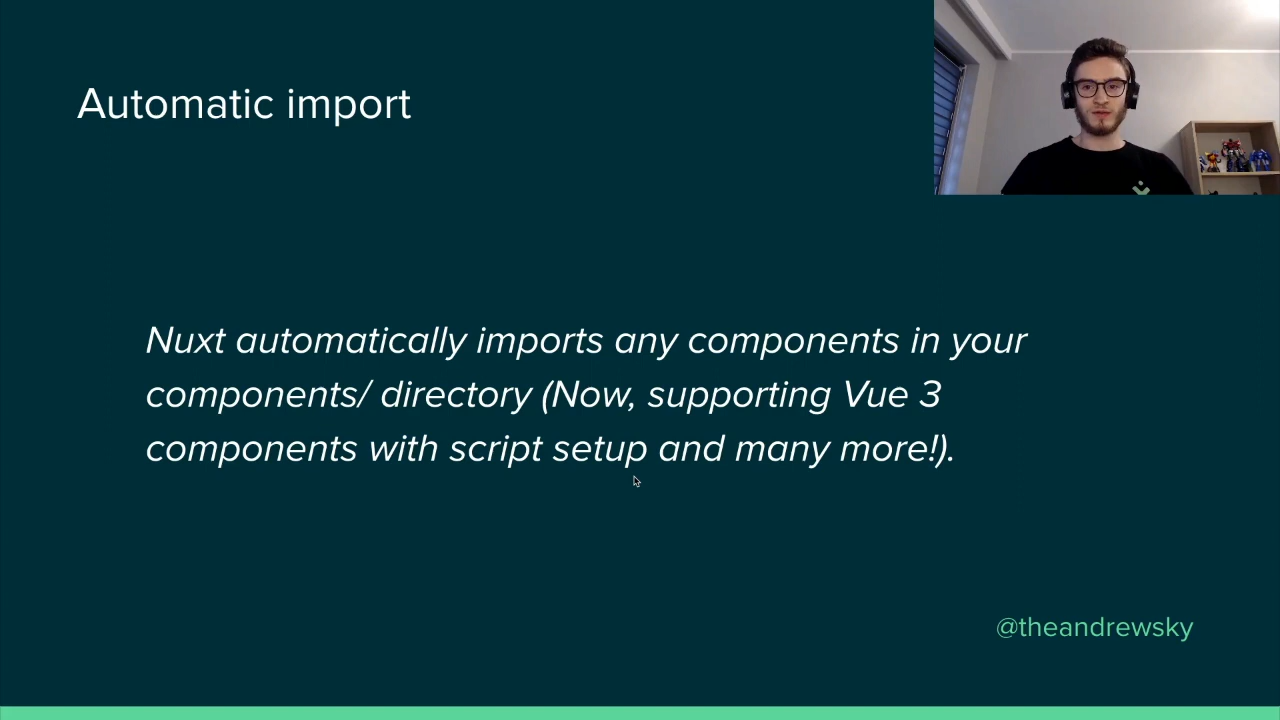 Automatic import
Nuxt automatically imports any components in your
components/ directory (Now, supporting Vue 3
components with script setup and many more!).
@theandrewsky